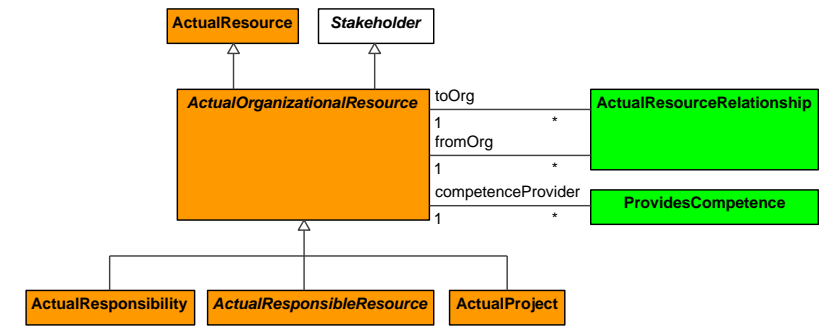 ActualResource
Stakeholder
ActualOrganizationalResource
toOrg
1 *
fromOrg
1 *
competenceProvider
1 *
ActualResourceRelationship
ProvidesCompetence
ActualResponsibility
ActualResponsibleResource
ActualProject